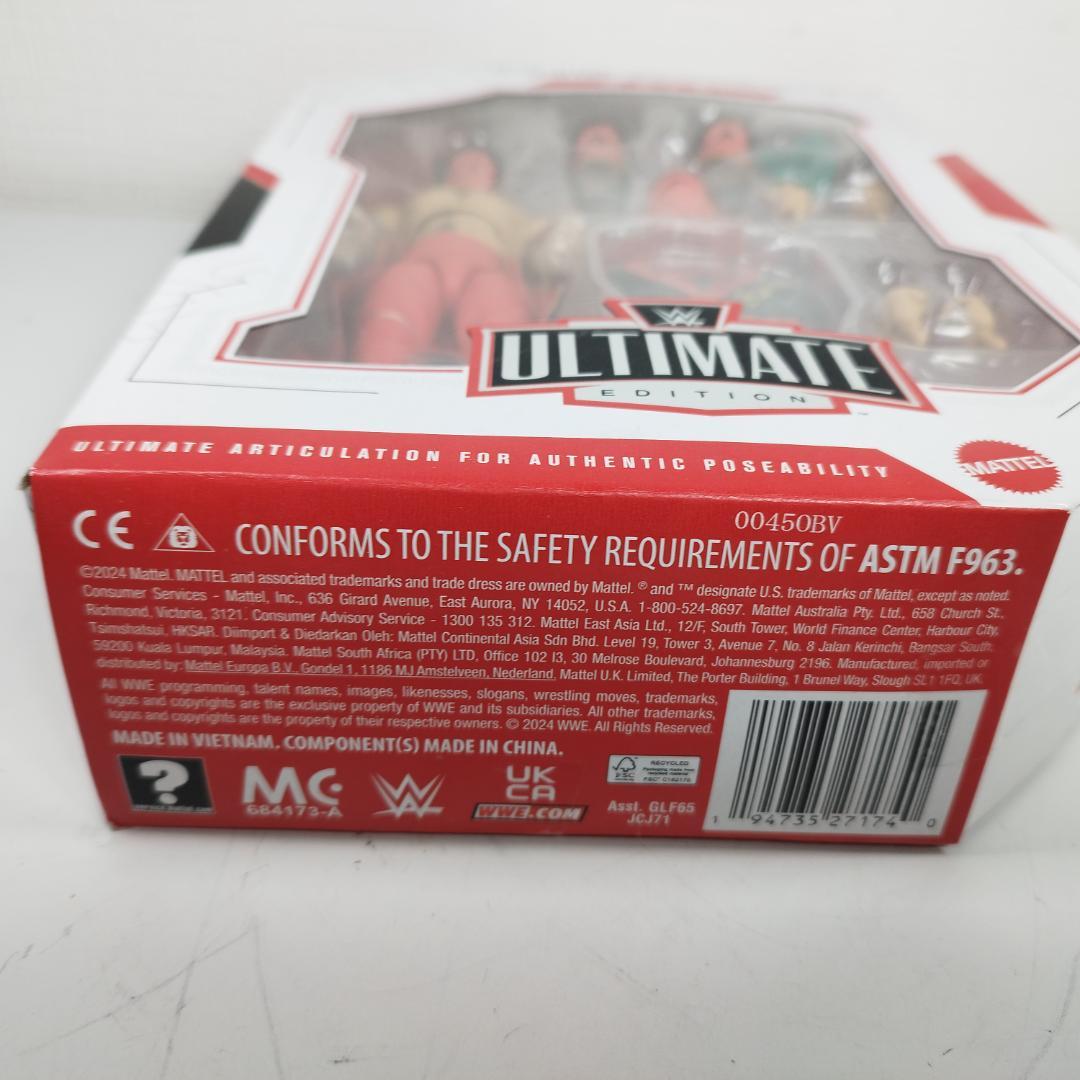 W
ULTIMATE
EDITION
™
ULTIMATE ARTICULATION FOR AUTHENTIC POSEABILITY
MATTEL
00450BV
CE
CONFORMS TO THE SAFETY REQUIREMENTS OF ASTM F963.
©2024 Mattel. MATTEL and associated trademarks and trade dress are owned by Mattel. ® and ™ designate U.S. trademarks of Mattel, except as noted.
Consumer Services - Mattel, Inc., 636 Girard Avenue, East Aurora, NY 14052, U.S.A. 1-800-524-8697. Mattel Australia Pty. Ltd., 658 Church St.,
Richmond, Victoria, 3121. Consumer Advisory Service - 1300 135 312. Mattel East Asia Ltd., 12/F, South Tower, World Finance Center, Harbour City,
Tsimshatsui, HKSAR. Diimport & Diedarkan Oleh: Mattel Continental Asia Sdn Bhd. Level 19, Tower 3, Avenue 7, No. 8 Jalan Kerinchi, Bangsar South,
59200 Kuala Lumpur, Malaysia. Mattel South Africa (PTY) LTD, Office 102 I3, 30 Melrose Boulevard, Johannesburg 2196. Manufactured, imported or
distributed by: Mattel Europa B.V., Gondel 1, 1186 MJ Amstelveen, Nederland. Mattel U.K. Limited, The Porter Building, 1 Brunel Way, Slough SL1 1FQ, UK.
All WWE programming, talent names, images, likenesses, slogans, wrestling moves, trademarks,
logos and copyrights are the exclusive property of WWE and its subsidiaries. All other trademarks,
logos and copyrights are the property of their respective owners. © 2024 WWE. All Rights Reserved.
MADE IN VIETNAM. COMPONENT(S) MADE IN CHINA.
?
MC
684173-A
W
UK
CA
WWE.COM
FSC
RECYCLED
Packaging made from
recycled material
Asst. GLF65
JCJ71
1 94735 27174 0